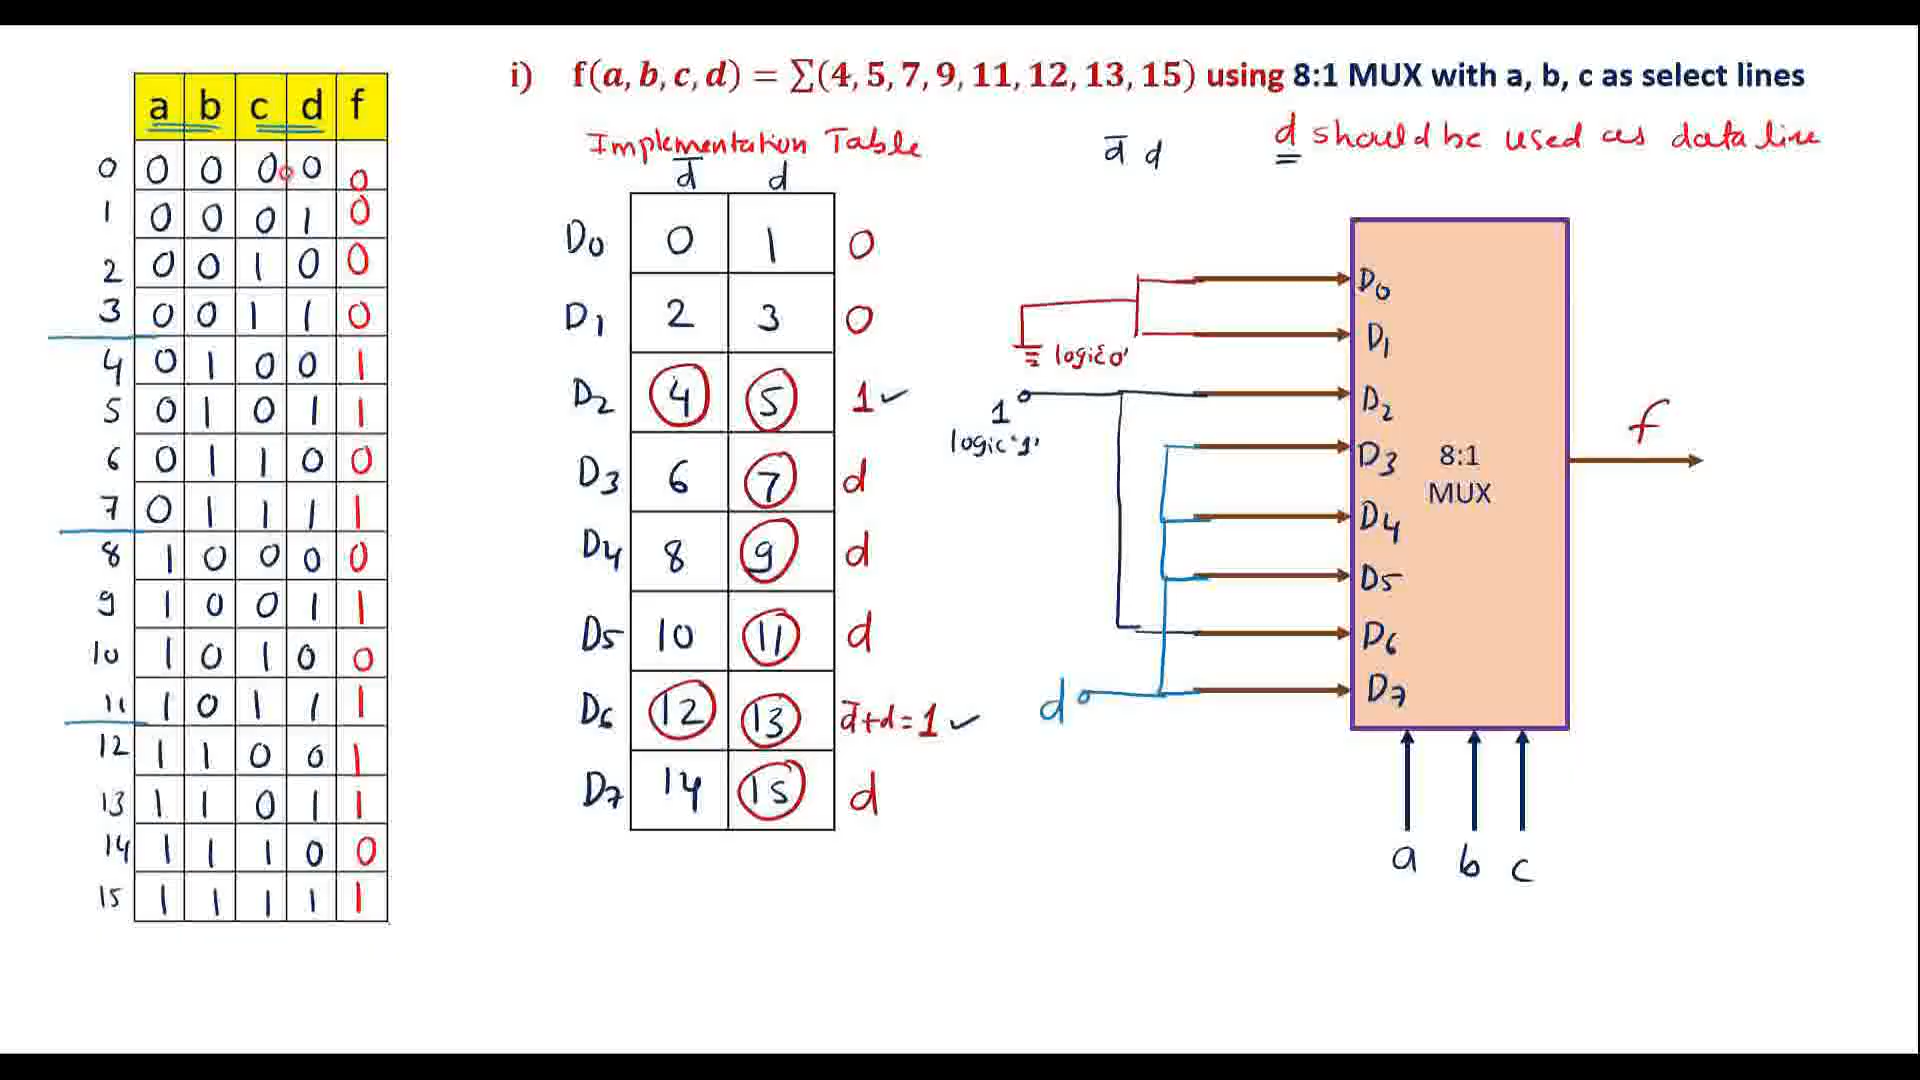 i) f(a, b, c, d) = ∑(4, 5, 7, 9, 11, 12, 13, 15) using 8:1 MUX with a, b, c as select lines
a b c d f
0 0 0 0 0 0
1 0 0 0 1 0
2 0 0 1 0 0
3 0 0 1 1 0
4 0 1 0 0 1
5 0 1 0 1 1
6 0 1 1 0 0
7 0 1 1 1 1
8 1 0 0 0 0
9 1 0 0 1 1
10 1 0 1 0 0
11 1 0 1 1 1
12 1 1 0 0 1
13 1 1 0 1 1
14 1 1 1 0 0
15 1 1 1 1 1
Implementation Table
d̅ d
D0 0 1 0
D1 2 3 0
D2 4 5 1 ✓
D3 6 7 d
D4 8 9 d
D5 10 11 d
D6 12 13 d̅+d=1 ✓
D7 14 15 d
d̅ d
d should be used as data line
logic '0'
1
logic '1'
d
D0
D1
D2
D3
D4
D5
D6
D7
8:1
MUX
f
a b c